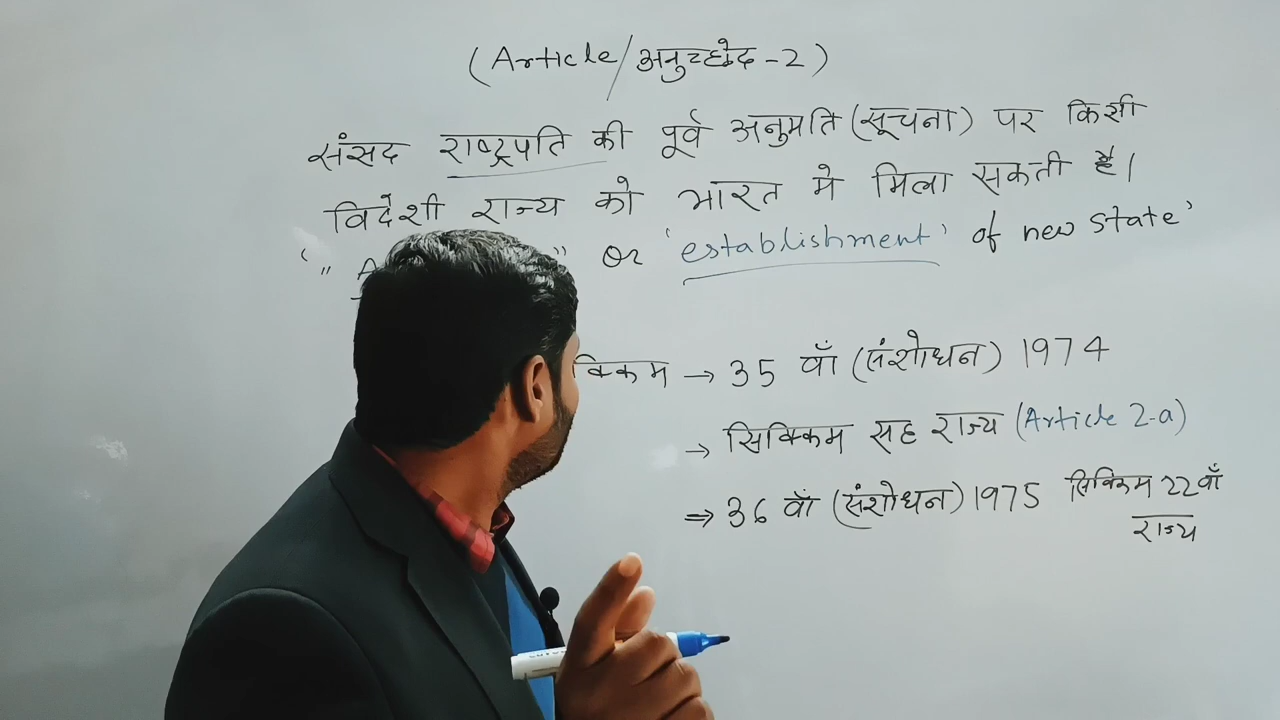 (Article/अनुच्छेद-2)
संसद राष्ट्रपति की पूर्व अनुमति (सूचना) पर किसी
विदेशी राज्य को भारत मे मिला सकती है।
" or 'establishment' of new state'
क्किम → 35 वाँ (संशोधन) 1974
→ सिक्किम सह राज्य (Article 2-a)
⇒ 36 वाँ (संशोधन) 1975 सिक्किम 22वाँ
राज्य